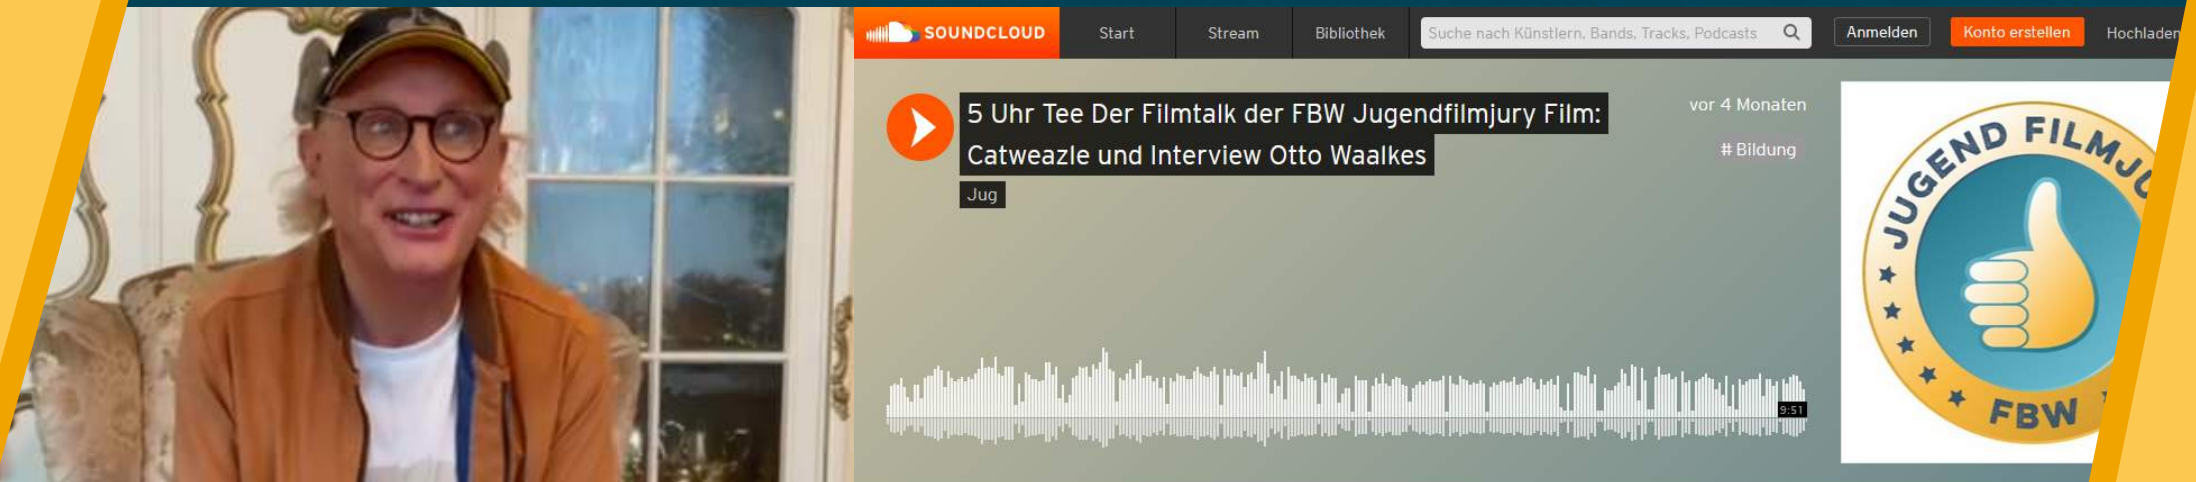 SOUNDCLOUD
Start
Stream
Bibliothek
Suche nach Künstlern, Bands, Tracks, Podcasts
Anmelden
Konto erstellen
Hochladen
5 Uhr Tee Der Filmtalk der FBW Jugendfilmjury Film:
Catweazle und Interview Otto Waalkes
Jug
vor 4 Monaten
# Bildung
9:51
JUGEND FILMJU
FBW